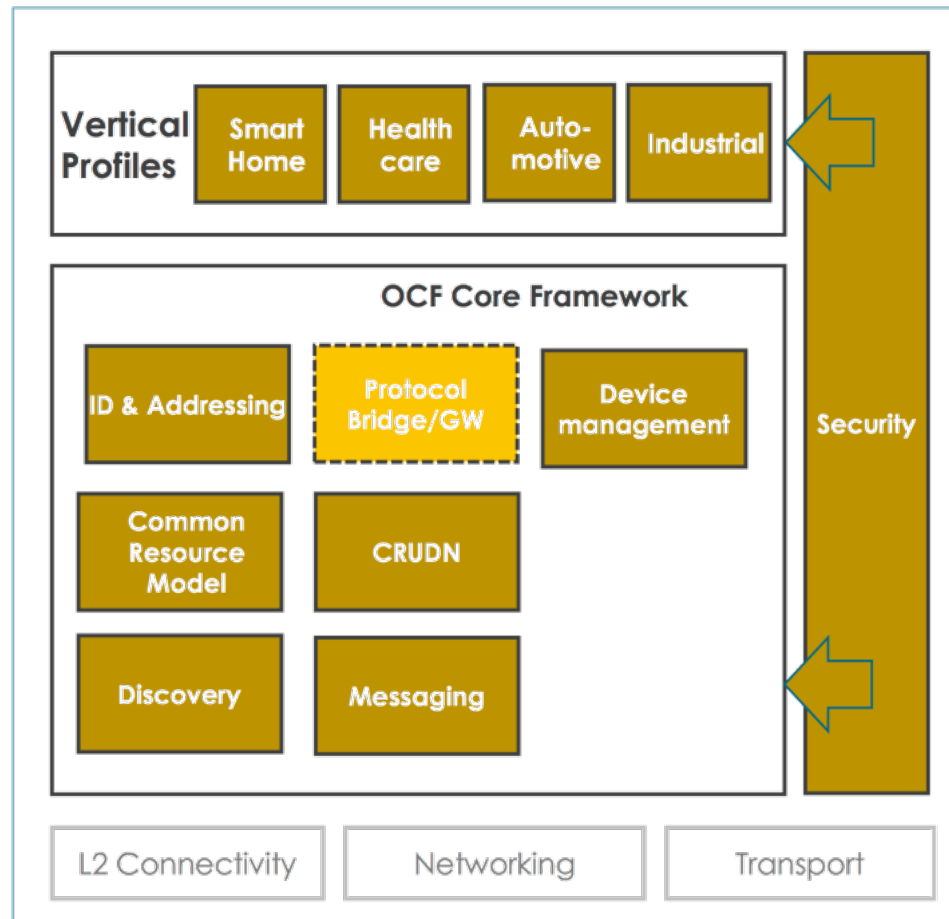 Vertical
Profiles
Smart
Home
Health
care
Auto-
motive
Industrial
OCF Core Framework
ID & Addressing
Protocol
Bridge/GW
Device
management
Security
Common
Resource
Model
CRUDN
Discovery
Messaging
L2 Connectivity
Networking
Transport